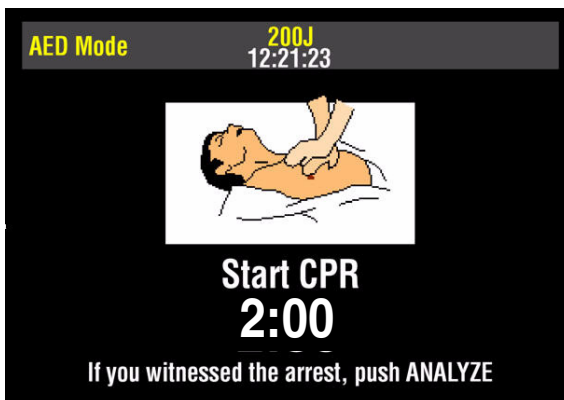 AED Mode
200J
12:21:23
Start CPR
2:00
If you witnessed the arrest, push ANALYZE